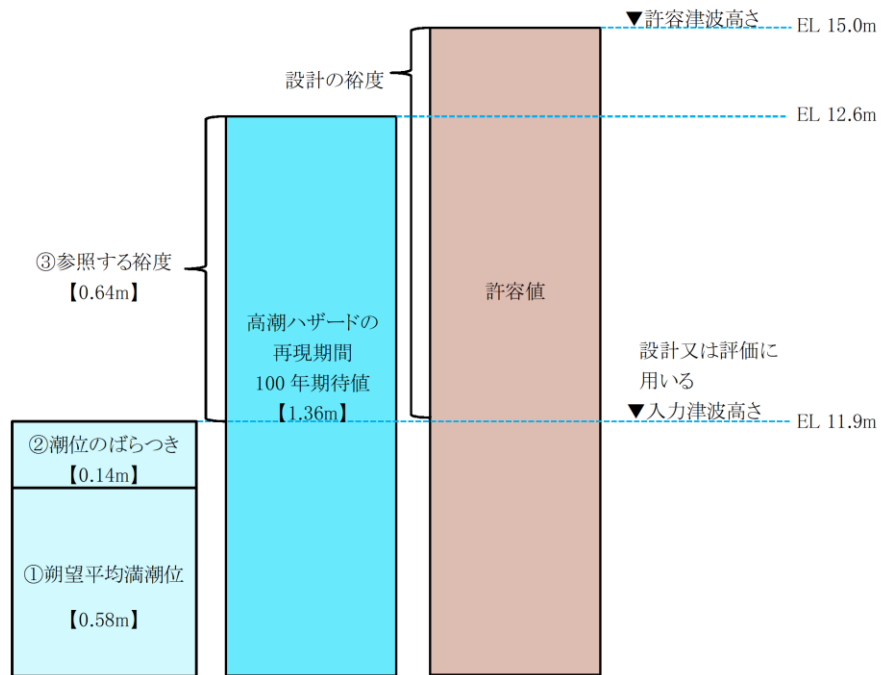 ▼許容津波高さ
EL 15.0m
設計の裕度
EL 12.6m
③参照する裕度
【0.64m】
高潮ハザードの
再現期間
100 年期待値
【1.36m】
許容値
設計又は評価に
用いる
▼入力津波高さ
EL 11.9m
②潮位のばらつき
【0.14m】
①朔望平均満潮位
【0.58m】